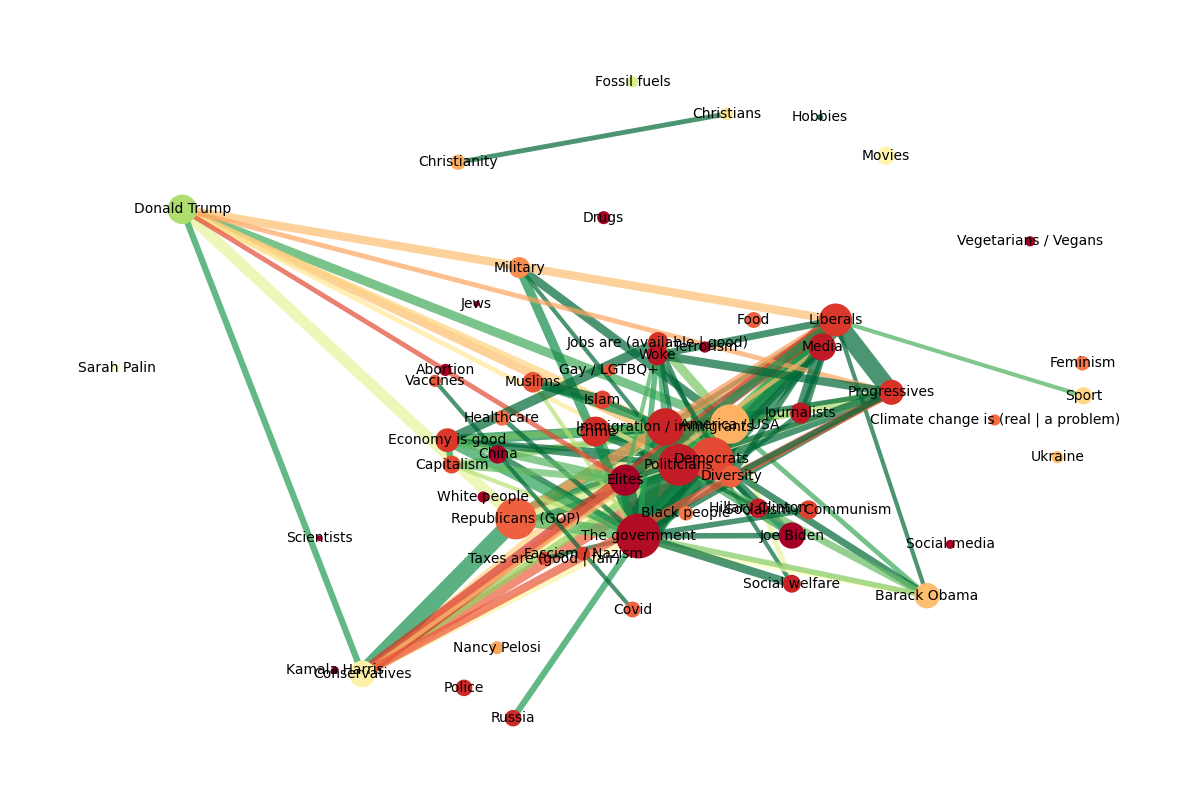 Fossil fuels
Christians
Hobbies
Movies
Christianity
Donald Trump
Drugs
Vegetarians / Vegans
Military
Jews
Food
Liberals
Jobs are (available | good)
Terrorism
Media
Woke
Feminism
Sarah Palin
Abortion
Gay / LGTBQ+
Vaccines
Muslims
Progressives
Sport
Islam
Journalists
Healthcare
Climate change is (real | a problem)
America / USA
Immigration / immigrants
Crime
Economy is good
China
Ukraine
Democrats
Capitalism
Politicians
Diversity
Elites
White people
Hillary Clinton
Socialism / Communism
Black people
Republicans (GOP)
The government
Joe Biden
Scientists
Social media
Fascism / Nazism
Taxes are (good | fair)
Social welfare
Barack Obama
Covid
Nancy Pelosi
Kamala Harris
Conservatives
Police
Russia